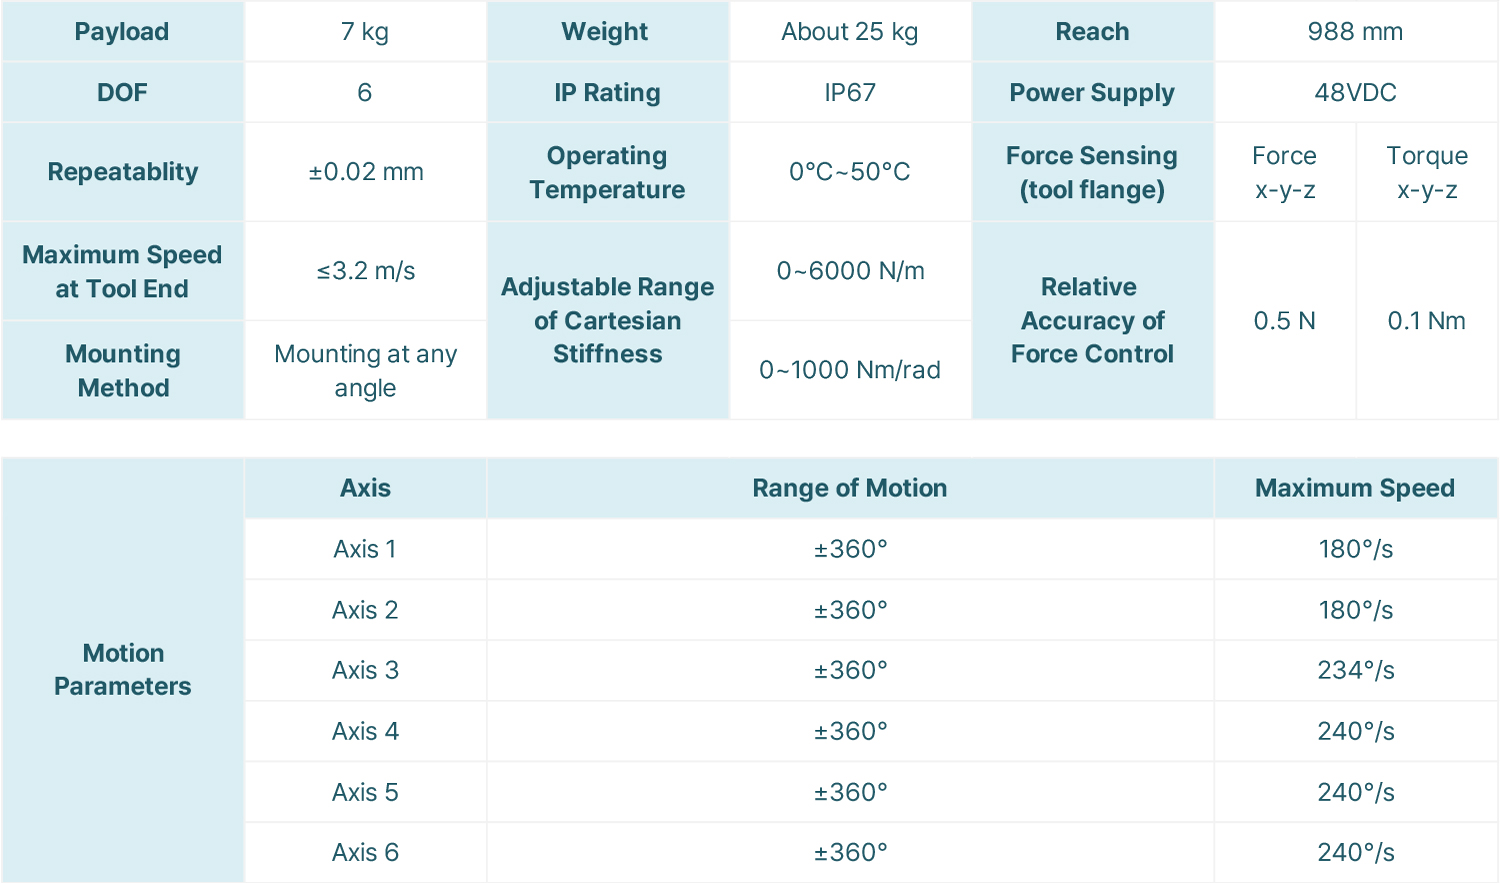 Payload 7 kg Weight About 25 kg Reach 988 mm
DOF 6 IP Rating IP67 Power Supply 48VDC
Repeatablity ±0.02 mm Operating Temperature 0°C~50°C Force Sensing (tool flange) Force x-y-z Torque x-y-z
Maximum Speed at Tool End ≤3.2 m/s Adjustable Range of Cartesian Stiffness 0~6000 N/m Relative Accuracy of Force Control 0.5 N 0.1 Nm
Mounting Method Mounting at any angle 0~1000 Nm/rad
Motion Parameters
Axis Range of Motion Maximum Speed
Axis 1 ±360° 180°/s
Axis 2 ±360° 180°/s
Axis 3 ±360° 234°/s
Axis 4 ±360° 240°/s
Axis 5 ±360° 240°/s
Axis 6 ±360° 240°/s